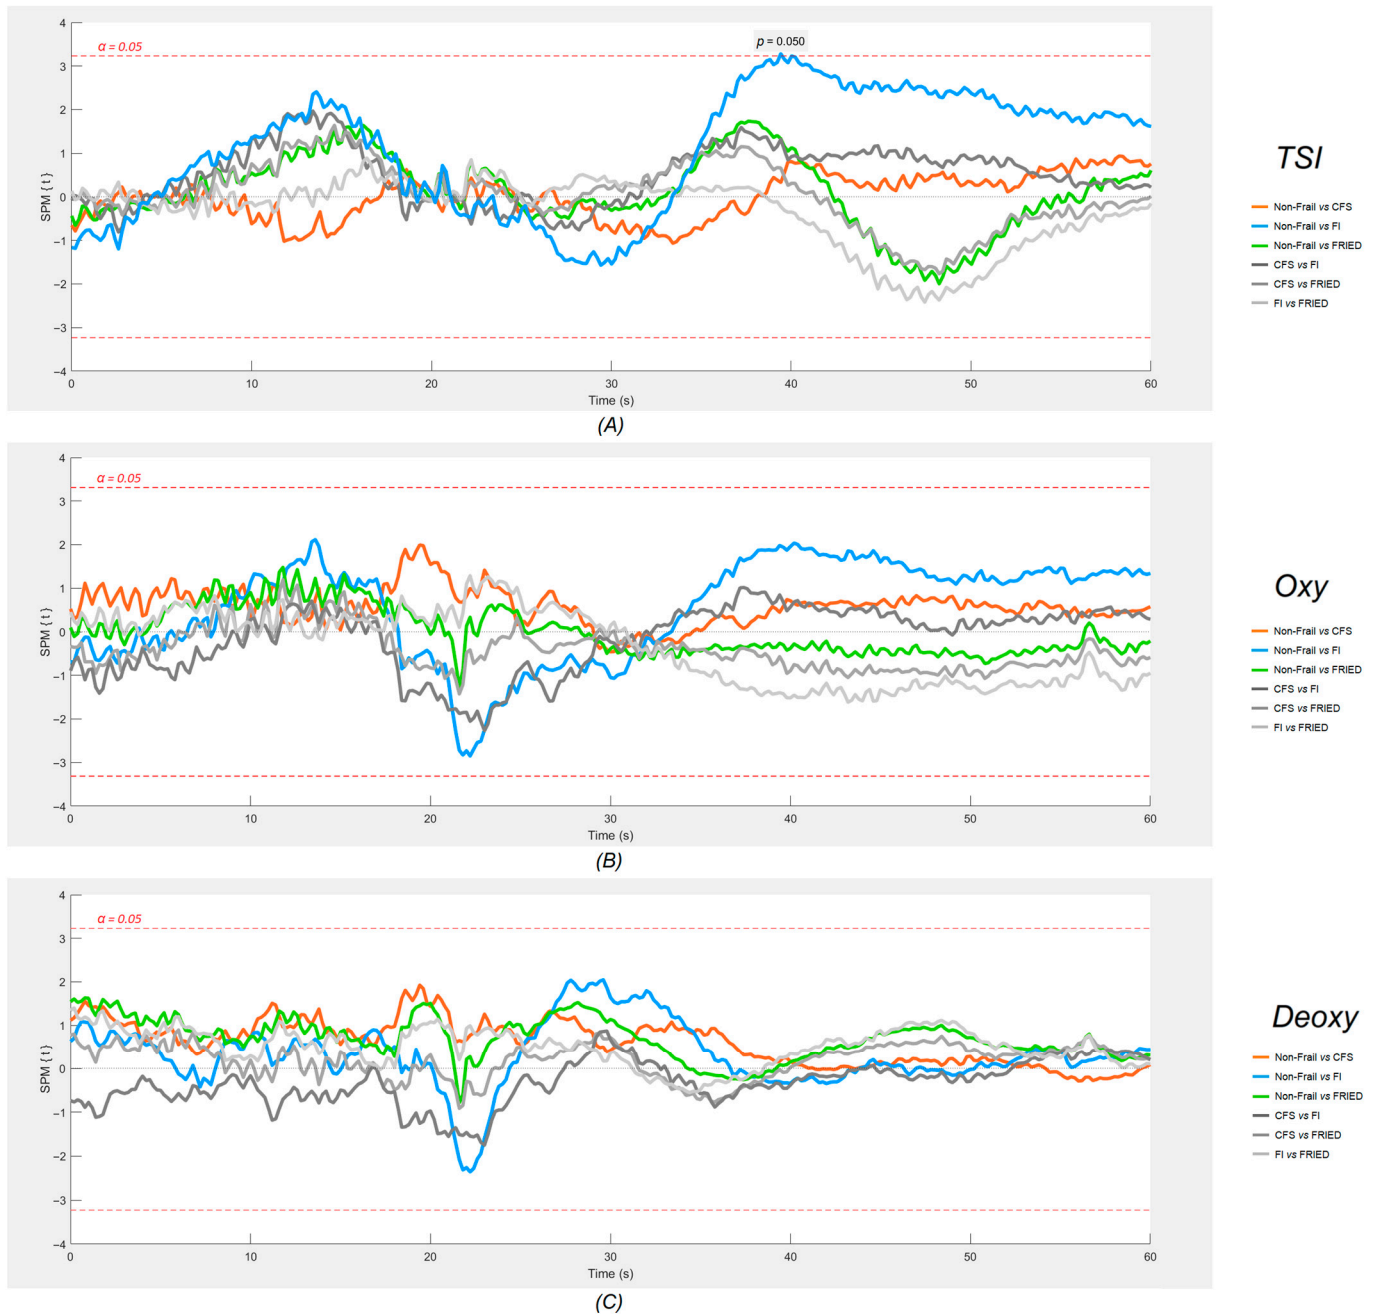 4
3
2
1
0
−1
−2
−3
−4
SPM { t }
α = 0.05
p = 0.050
0 10 20 30 40 50 60
Time (s)
(A)
TSI
Non-Frail vs CFS
Non-Frail vs FI
Non-Frail vs FRIED
CFS vs FI
CFS vs FRIED
FI vs FRIED
4
3
2
1
0
−1
−2
−3
−4
SPM { t }
α = 0.05
0 10 20 30 40 50 60
Time (s)
(B)
Oxy
Non-Frail vs CFS
Non-Frail vs FI
Non-Frail vs FRIED
CFS vs FI
CFS vs FRIED
FI vs FRIED
4
3
2
1
0
−1
−2
−3
−4
SPM { t }
α = 0.05
0 10 20 30 40 50 60
Time (s)
(C)
Deoxy
Non-Frail vs CFS
Non-Frail vs FI
Non-Frail vs FRIED
CFS vs FI
CFS vs FRIED
FI vs FRIED